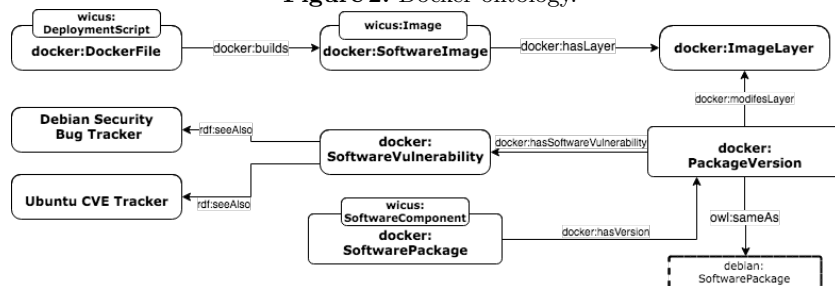 Figure 2: Docker ontology.
wicus:
DeploymentScript
docker:DockerFile
docker:builds
wicus:Image
docker:SoftwareImage
docker:hasLayer
docker:ImageLayer
docker:modifesLayer
Debian Security
Bug Tracker
rdf:seeAlso
docker:
SoftwareVulnerability
docker:hasSoftwareVulnerability
docker:
PackageVersion
Ubuntu CVE Tracker
rdf:seeAlso
wicus:
SoftwareComponent
docker:
SoftwarePackage
docker:hasVersion
owl:sameAs
debian:
SoftwarePackage